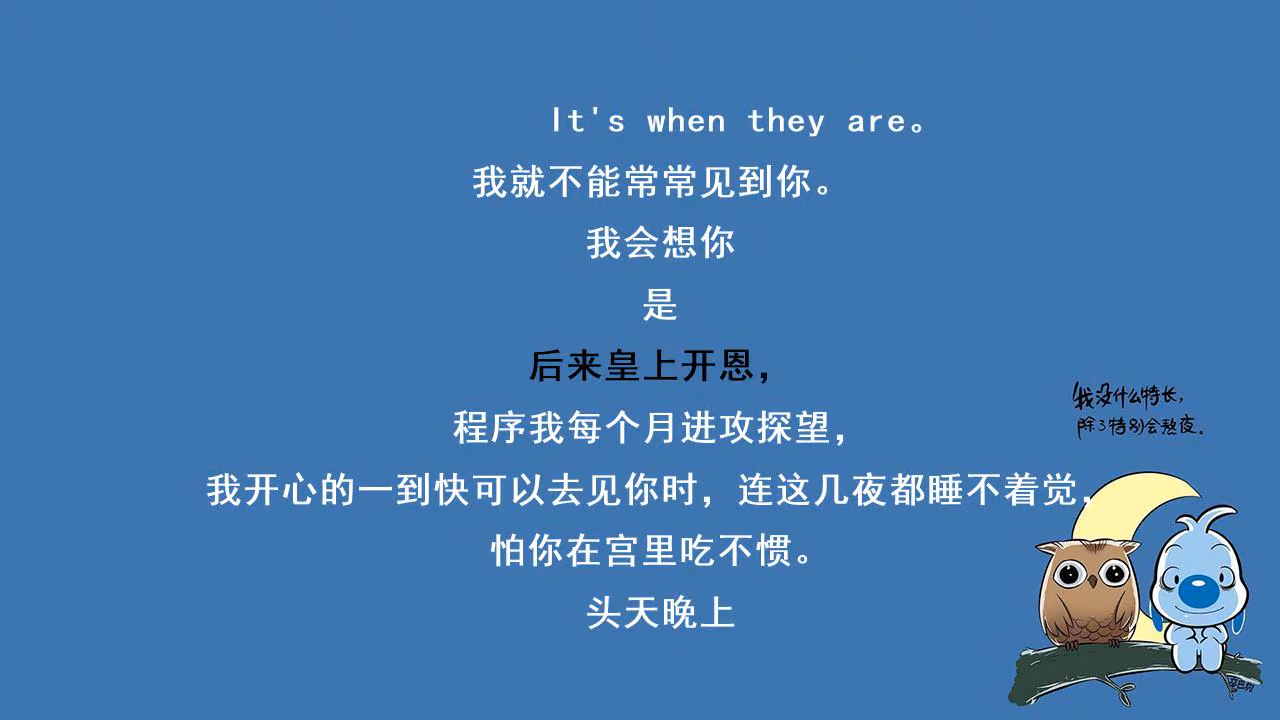 It's when they are。
我就不能常常见到你。
我会想你
是
后来皇上开恩，
程序我每个月进攻探望，
我开心的一到快可以去见你时，连这几夜都睡不着觉，
怕你在宫里吃不惯。
头天晚上
我没什么特长，
除了特别会熬夜。